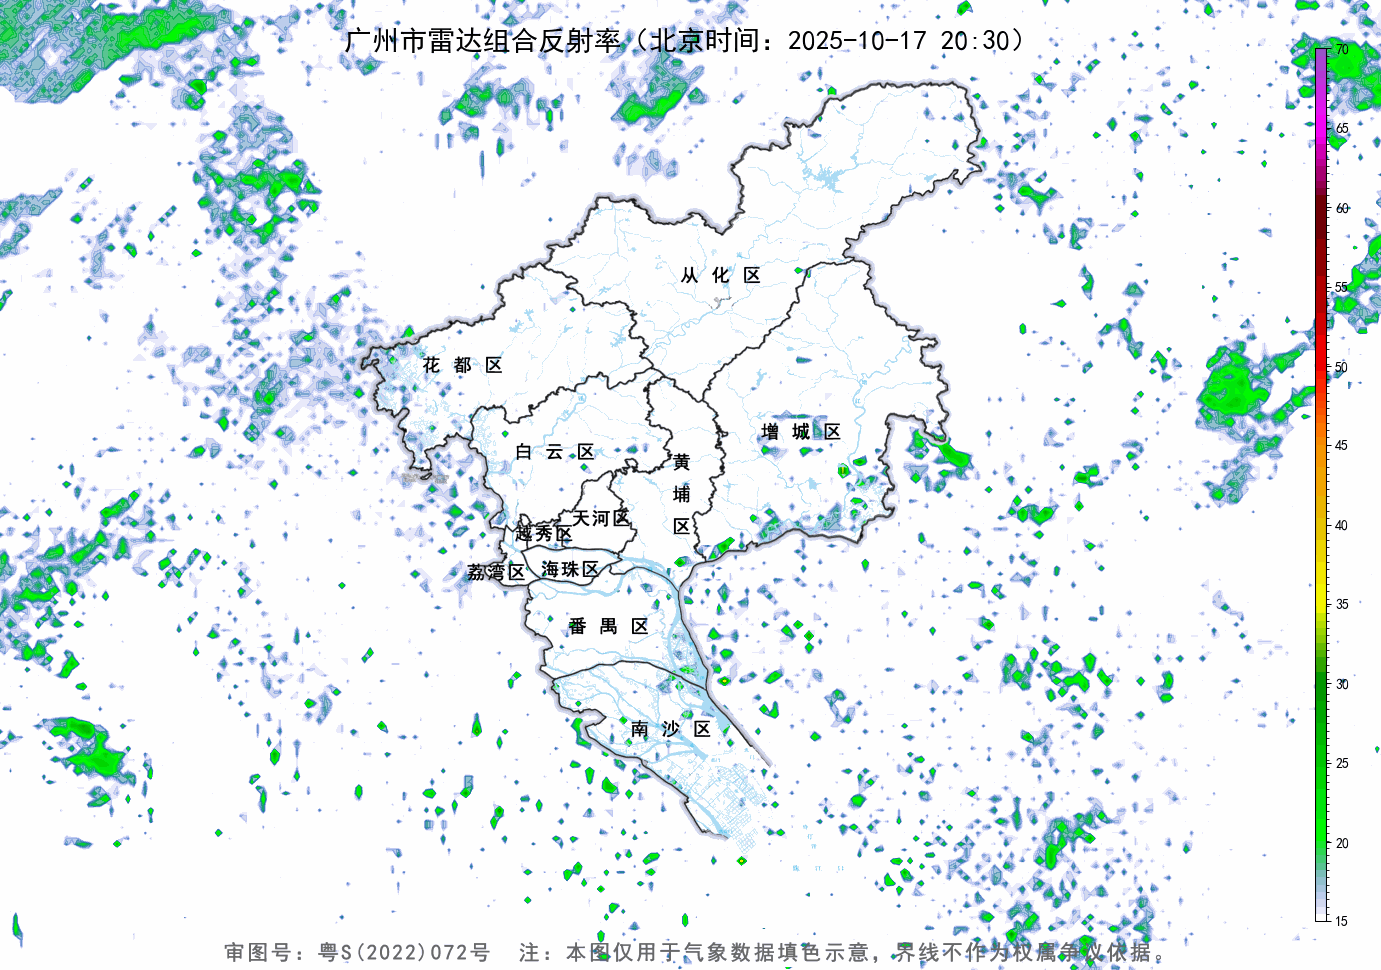 广州市雷达组合反射率（北京时间：2025-10-17 20:30）
70
65
60
55
50
45
40
35
30
25
20
15
从化区
花都区
增城区
白云区
黄埔区
天河区
越秀区
荔湾区
海珠区
番禺区
南沙区
审图号：粤S(2022)072号 注：本图仅用于气象数据填色示意，界线不作为权属争议依据。